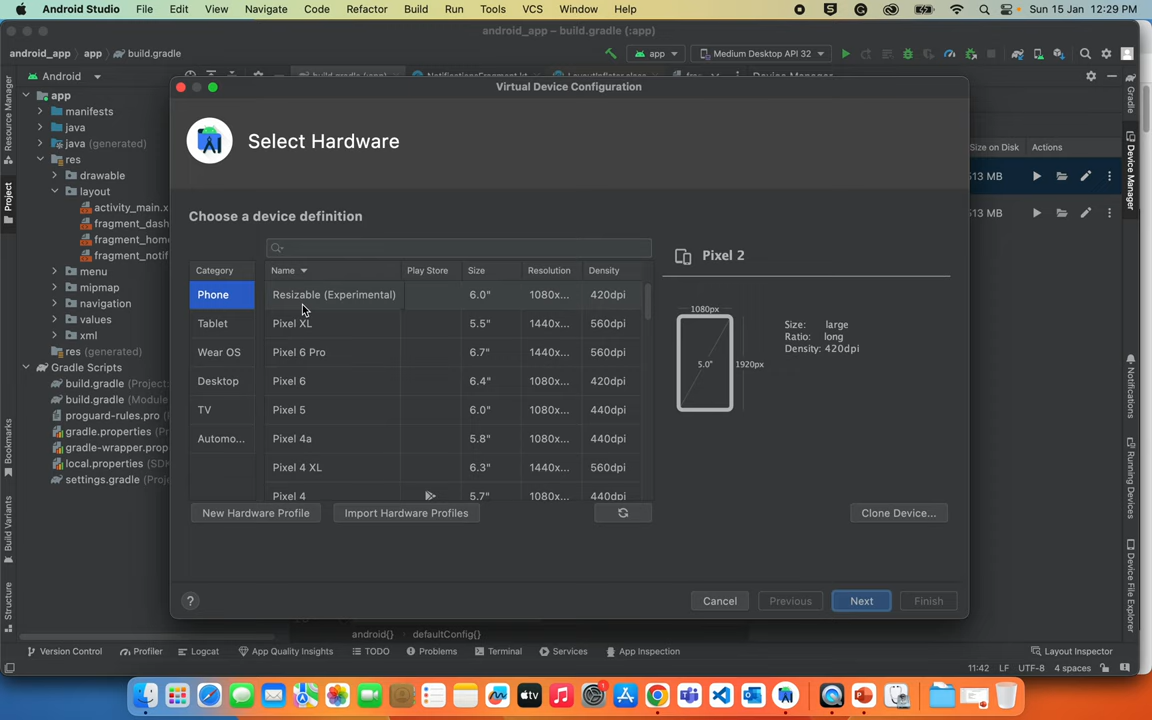 Android Studio File Edit View Navigate Code Refactor Build Run Tools VCS Window Help Sun 15 Jan 12:29 PM
android_app – build.gradle (:app)
android_app app build.gradle app Medium Desktop API 32
Android
Virtual Device Configuration
Select Hardware
Choose a device definition
Category Name Play Store Size Resolution Density
Phone Resizable (Experimental) 6.0" 1080x... 420dpi
Tablet Pixel XL 5.5" 1440x... 560dpi
Wear OS Pixel 6 Pro 6.7" 1440x... 560dpi
Desktop Pixel 6 6.4" 1080x... 420dpi
TV Pixel 5 6.0" 1080x... 440dpi
Automo... Pixel 4a 5.8" 1080x... 440dpi
Pixel 4 XL 6.3" 1440x... 560dpi
Pixel 4 5.7" 1080x... 440dpi
New Hardware Profile Import Hardware Profiles Clone Device...
Pixel 2
1080px
5.0" 1920px
Size: large
Ratio: long
Density: 420dpi
? Cancel Previous Next Finish
app
manifests
java
java (generated)
res
drawable
layout
activity_main.x
fragment_dash
fragment_home
fragment_notif
menu
mipmap
navigation
values
xml
res (generated)
Gradle Scripts
build.gradle (Project:
build.gradle (Module
proguard-rules.pro
gradle.properties (
gradle-wrapper.prop
local.properties (SD
settings.gradle (Proje
Size on Disk Actions
513 MB
513 MB
Resource Manager
Project
Bookmarks
Build Variants
Structure
Gradle
Device Manager
Notifications
Running Devices
Device File Explorer
android{} defaultConfig{}
Version Control Profiler Logcat App Quality Insights TODO Problems Terminal Services App Inspection Layout Inspector
11:42 LF UTF-8 4 spaces